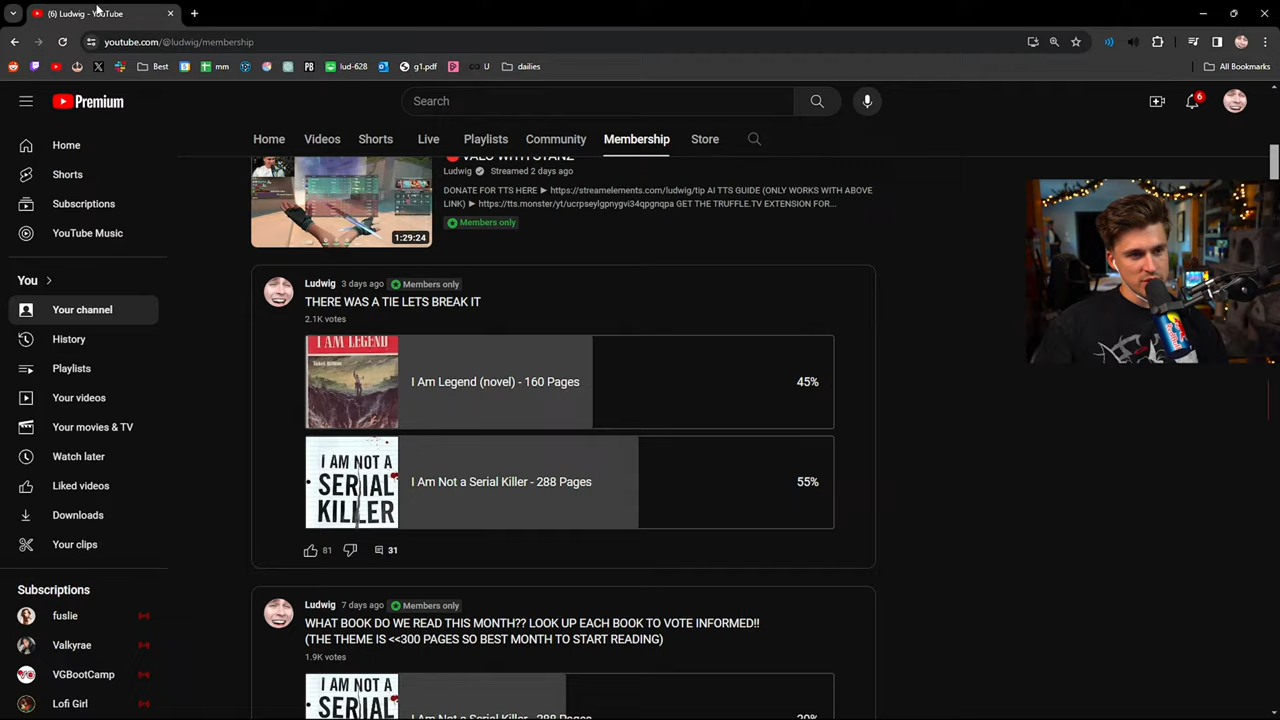 (6) Ludwig - YouTube
youtube.com/@ludwig/membership
Best
mm
lud-628
g1.pdf
U
dailies
All Bookmarks
Premium
Search
6
Home
Shorts
Subscriptions
YouTube Music
You
Your channel
History
Playlists
Your videos
Your movies & TV
Watch later
Liked videos
Downloads
Your clips
Subscriptions
fuslie
Valkyrae
VGBootCamp
Lofi Girl
Home Videos Shorts Live Playlists Community Membership Store
Ludwig Streamed 2 days ago
DONATE FOR TTS HERE ► https://streamelements.com/ludwig/tip AI TTS GUIDE (ONLY WORKS WITH ABOVE
LINK) ► https://tts.monster/yt/ucrpseylgpnygvi34qpgnqpa GET THE TRUFFLE.TV EXTENSION FOR...
Members only
1:29:24
Ludwig 3 days ago Members only
THERE WAS A TIE LETS BREAK IT
2.1K votes
I AM LEGEND
I Am Legend (novel) - 160 Pages 45%
I AM NOT A
SERIAL
KILLER
I Am Not a Serial Killer - 288 Pages 55%
81 31
Ludwig 7 days ago Members only
WHAT BOOK DO WE READ THIS MONTH?? LOOK UP EACH BOOK TO VOTE INFORMED!!
(THE THEME IS <<300 PAGES SO BEST MONTH TO START READING)
1.9K votes
I AM NOT A
SERIAL
I Am Not a Serial Killer - 288 Pages